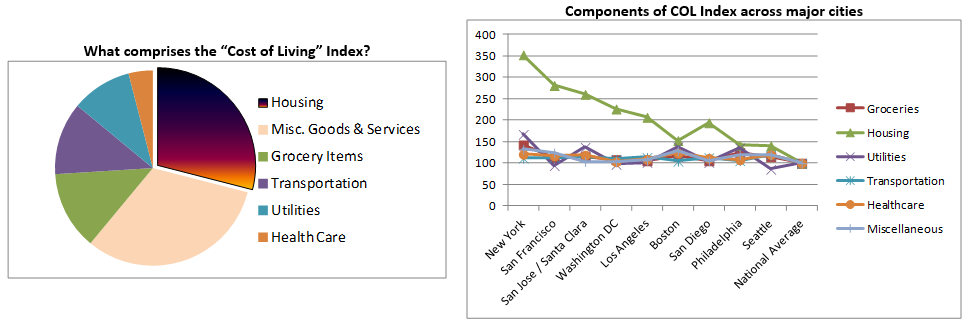 What comprises the “Cost of Living” Index?
Housing
Misc. Goods & Services
Grocery Items
Transportation
Utilities
Health Care
Components of COL Index across major cities
400
350
300
250
200
150
100
50
0
New York
San Francisco
San Jose / Santa Clara
Washington DC
Los Angeles
Boston
San Diego
Philadelphia
Seattle
National Average
Groceries
Housing
Utilities
Transportation
Healthcare
Miscellaneous